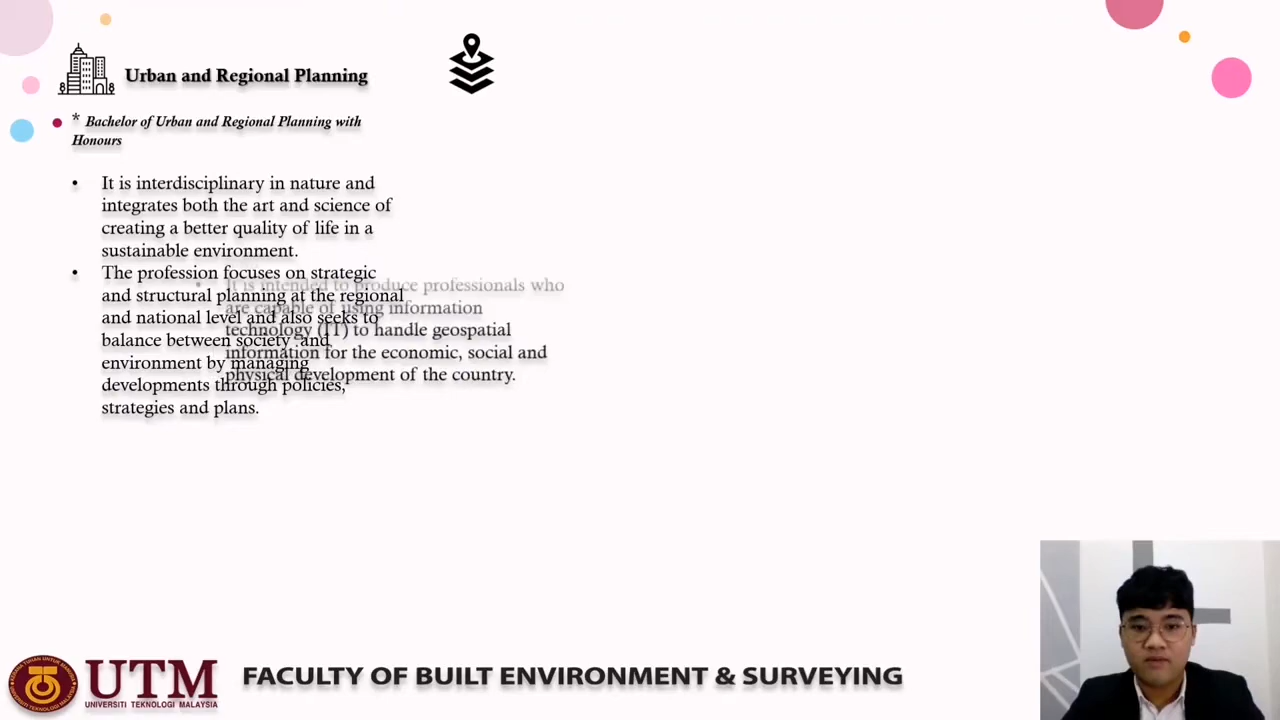 Urban and Regional Planning
* Bachelor of Urban and Regional Planning with
Honours
• It is interdisciplinary in nature and
integrates both the art and science of
creating a better quality of life in a
sustainable environment.
• The profession focuses on strategic
and structural planning at the regional
and national level and also seeks to
balance between society and
environment by managing
developments through policies,
strategies and plans.
• It is intended to produce professionals who
are capable of using information
technology (IT) to handle geospatial
information for the economic, social and
physical development of the country.
UTM
UNIVERSITI TEKNOLOGI MALAYSIA
FACULTY OF BUILT ENVIRONMENT & SURVEYING